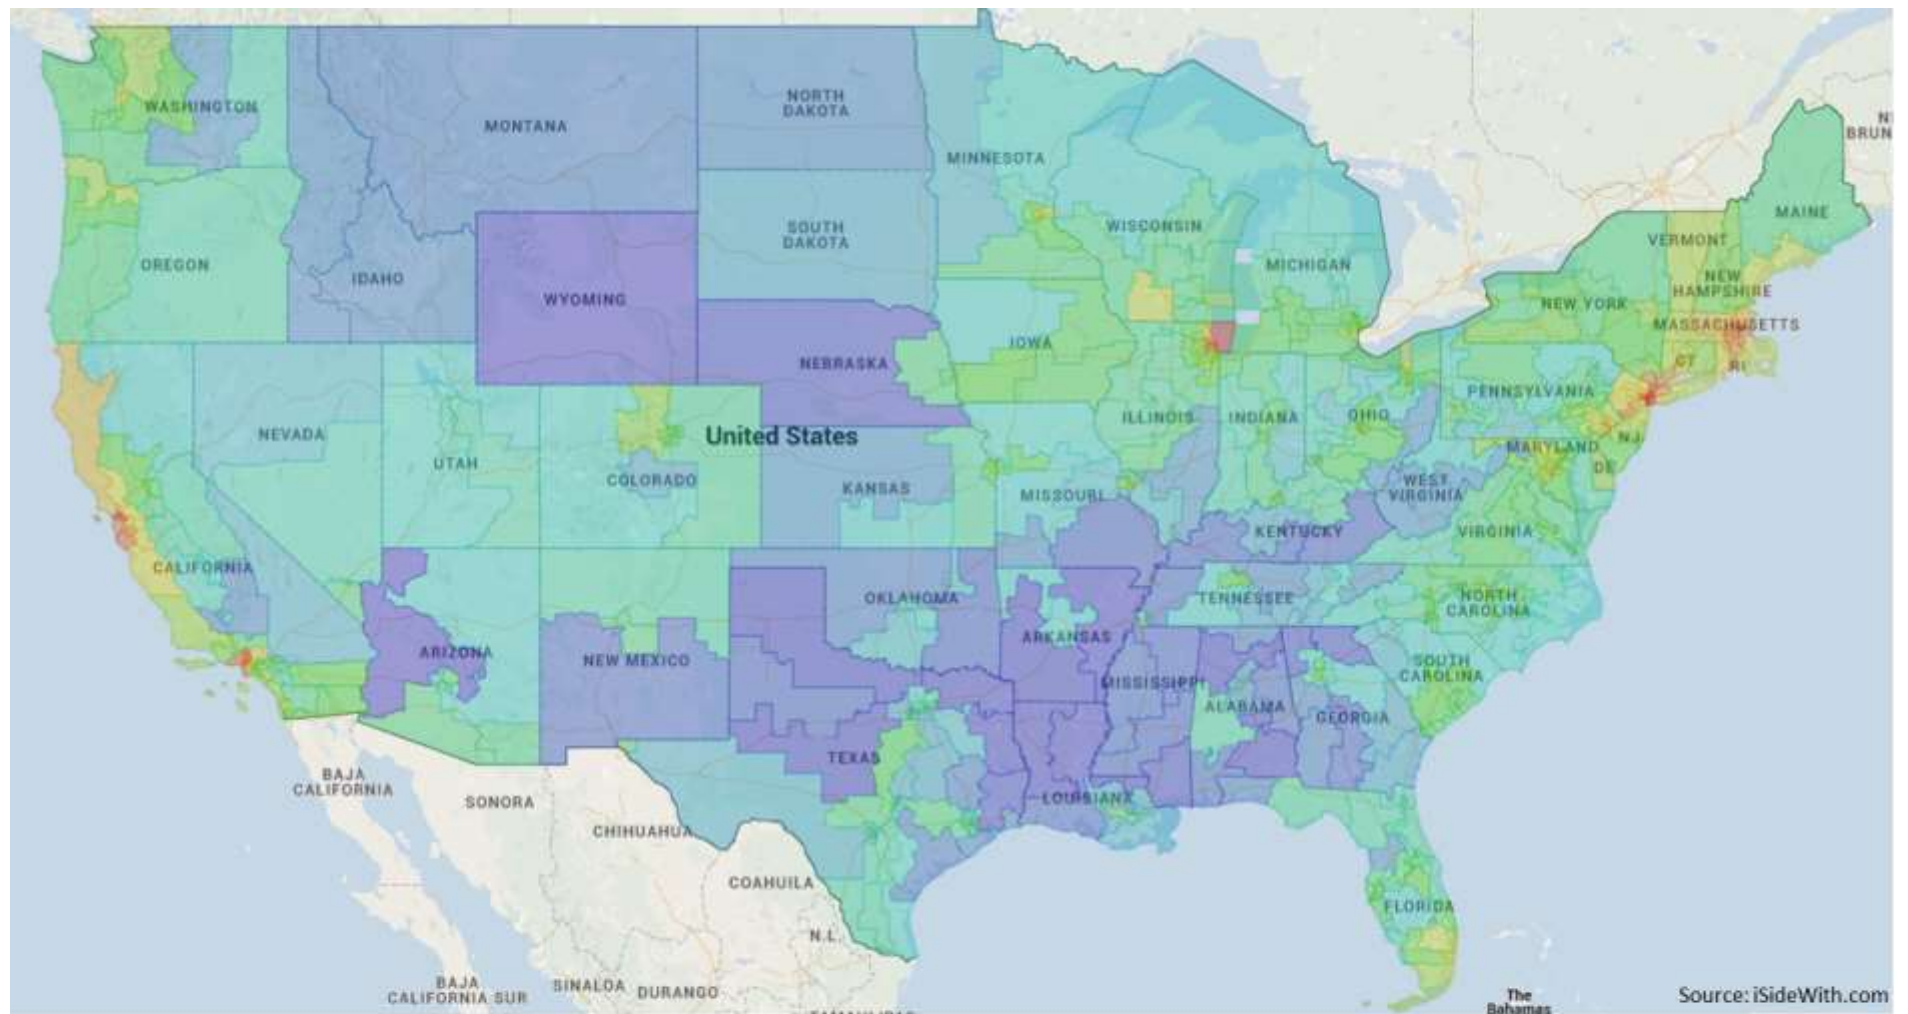 WASHINGTON
MONTANA
NORTH
DAKOTA
MINNESOTA
MAINE
N
BRUN
OREGON
IDAHO
SOUTH
DAKOTA
WISCONSIN
MICHIGAN
VERMONT
NEW
HAMPSHIRE
NEW YORK
MASSACHUSETTS
WYOMING
NEBRASKA
IOWA
CT
RI
PENNSYLVANIA
ILLINOIS
INDIANA
OHIO
NEVADA
United States
UTAH
COLORADO
KANSAS
MISSOURI
NJ
MARYLAND
DE
WEST
VIRGINIA
KENTUCKY
VIRGINIA
CALIFORNIA
OKLAHOMA
TENNESSEE
NORTH
CAROLINA
ARIZONA
NEW MEXICO
ARKANSAS
SOUTH
CAROLINA
MISSISSIPPI
ALABAMA
GEORGIA
TEXAS
LOUISIANA
BAJA
CALIFORNIA
SONORA
CHIHUAHUA
COAHUILA
FLORIDA
N.L.
BAJA
CALIFORNIA SUR
SINALOA
DURANGO
The
Bahamas
Source: iSideWith.com